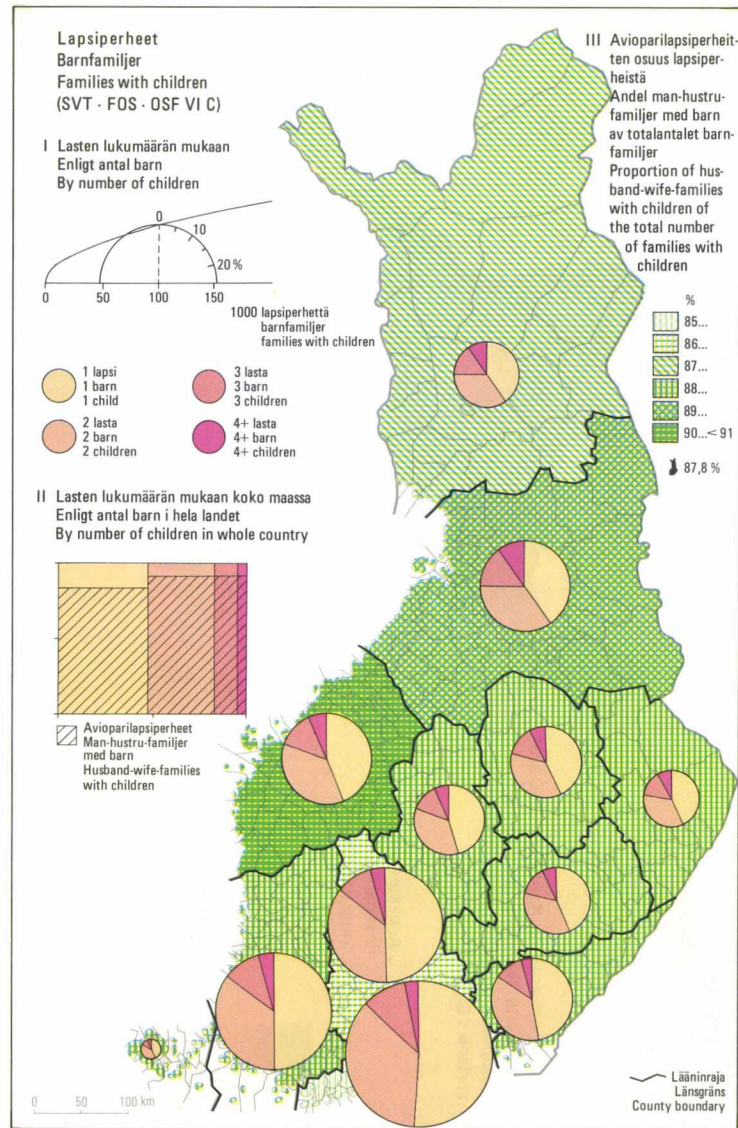 Lapsiperheet
Barnfamiljer
Families with children
(SVT · FOS · OSF VI C)
I Lasten lukumäärän mukaan
Enligt antal barn
By number of children
0
10
20 %
0 50 100 150
1000 lapsiperhettä
barnfamiljer
families with children
1 lapsi
1 barn
1 child
2 lasta
2 barn
2 children
3 lasta
3 barn
3 children
4+ lasta
4+ barn
4+ children
II Lasten lukumäärän mukaan koko maassa
Enligt antal barn i hela landet
By number of children in whole country
Avioparilapsiperheet
Man-hustru-familjer
med barn
Husband-wife-families
with children
III Avioparilapsiperheit-
ten osuus lapsiper-
heistä
Andel man-hustru-
familjer med barn
av totalantalet barn-
familjer
Proportion of hus-
band-wife-families
with children of
the total number
of families with
children
%
85...
86...
87...
88...
89...
90...< 91
87,8 %
0 50 100 km
Lääninraja
Länsgräns
County boundary